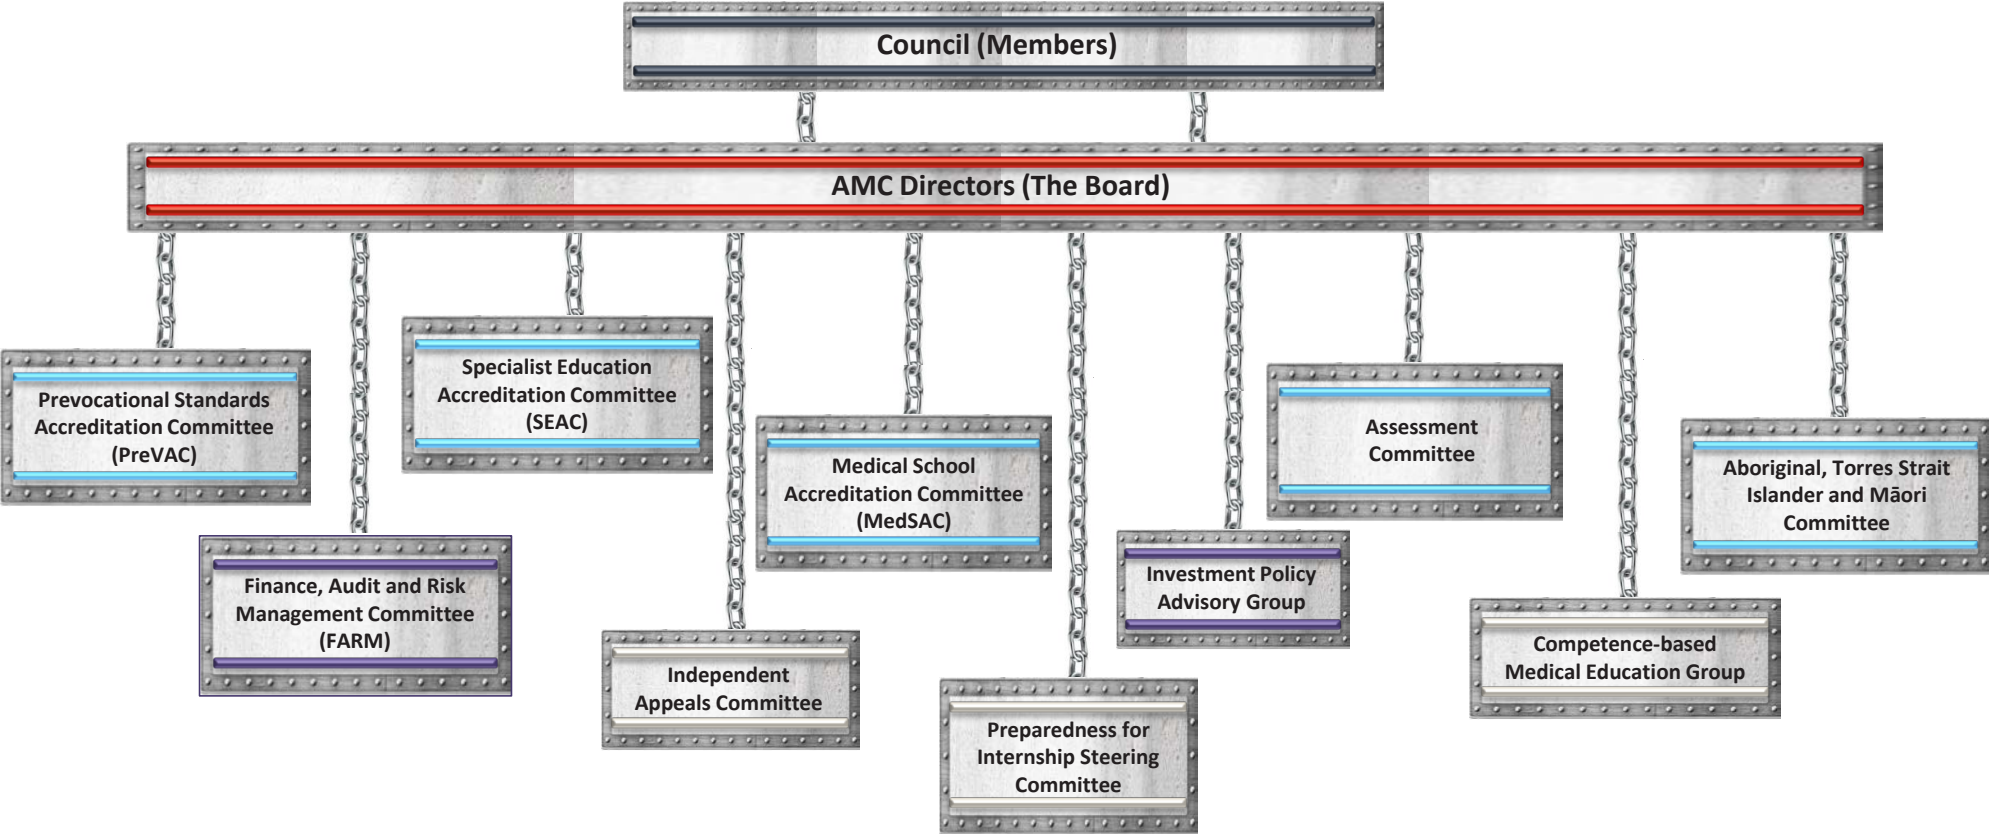 Council (Members)
AMC Directors (The Board)
Prevocational Standards
Accreditation Committee
(PreVAC)
Finance, Audit and Risk
Management Committee
(FARM)
Specialist Education
Accreditation Committee
(SEAC)
Independent
Appeals Committee
Medical School
Accreditation Committee
(MedSAC)
Preparedness for
Internship Steering
Committee
Investment Policy
Advisory Group
Assessment
Committee
Competence-based
Medical Education Group
Aboriginal, Torres Strait
Islander and Māori
Committee